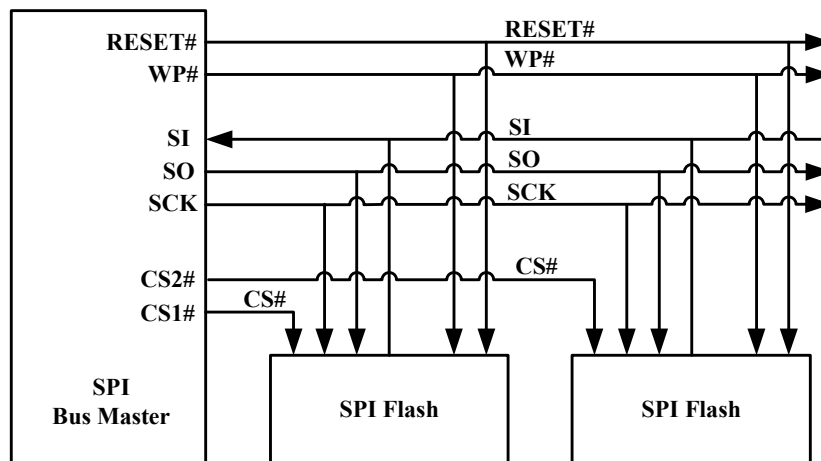 RESET#
RESET#
WP#
WP#
SI
SI
SO
SO
SCK
SCK
CS2#
CS#
CS1#
CS#
SPI
Bus Master
SPI Flash
SPI Flash